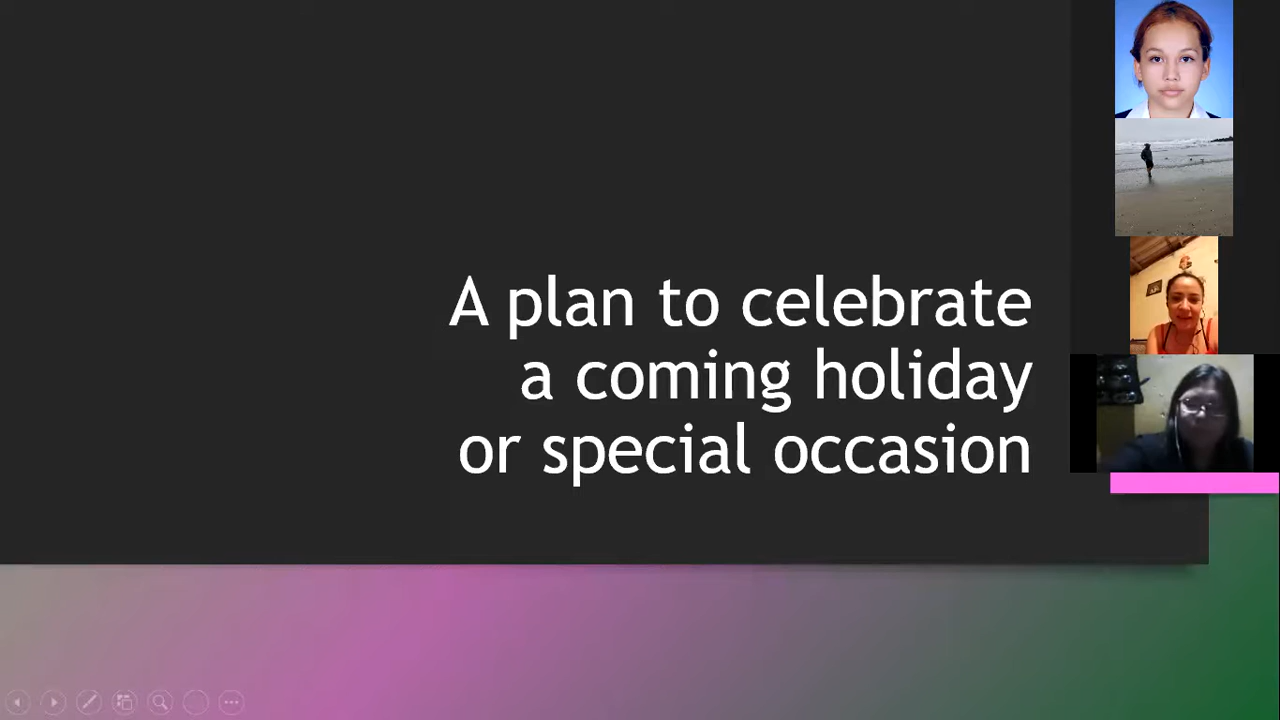 A plan to celebrate
a coming holiday
or special occasion